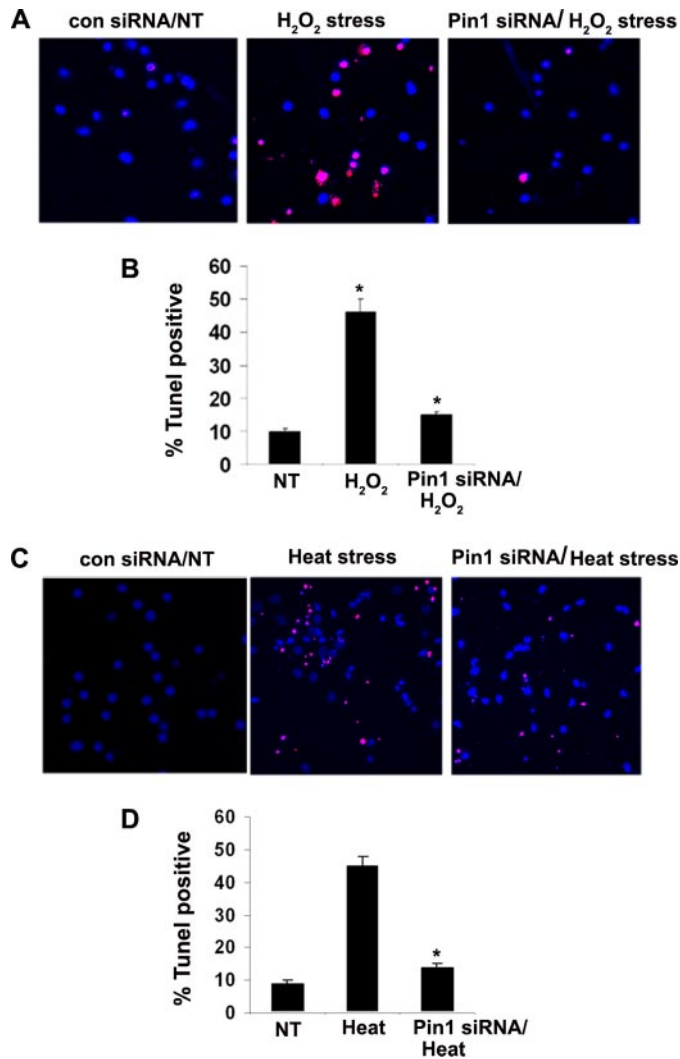 A
con siRNA/NT
H₂O₂ stress
Pin1 siRNA/ H₂O₂ stress
B
% Tunel positive
60
50
40
30
20
10
0
*
*
NT
H₂O₂
Pin1 siRNA/
H₂O₂
C
con siRNA/NT
Heat stress
Pin1 siRNA/Heat stress
D
% Tunel positive
60
50
40
30
20
10
0
*
NT
Heat
Pin1 siRNA/
Heat